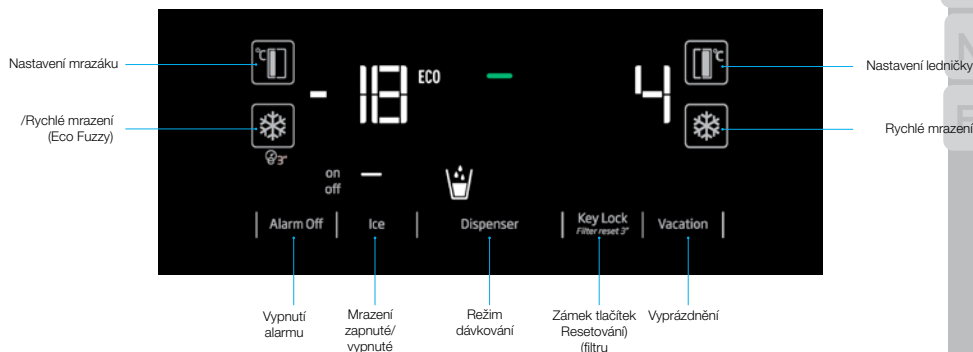 Nastavení mrazáku
°C
- 18 ECO
4
°C
Nastavení ledničky
/Rychlé mrazení
(Eco Fuzzy)
3"
Rychlé mrazení
on
off
Alarm Off
Ice
Dispenser
Key Lock
Filter reset 3"
Vacation
Vypnutí
alarmu
Mrazení
zapnuté/
vypnuté
Režim
dávkování
Zámek tlačítek
Resetování)
(filtru
Vyprázdnění